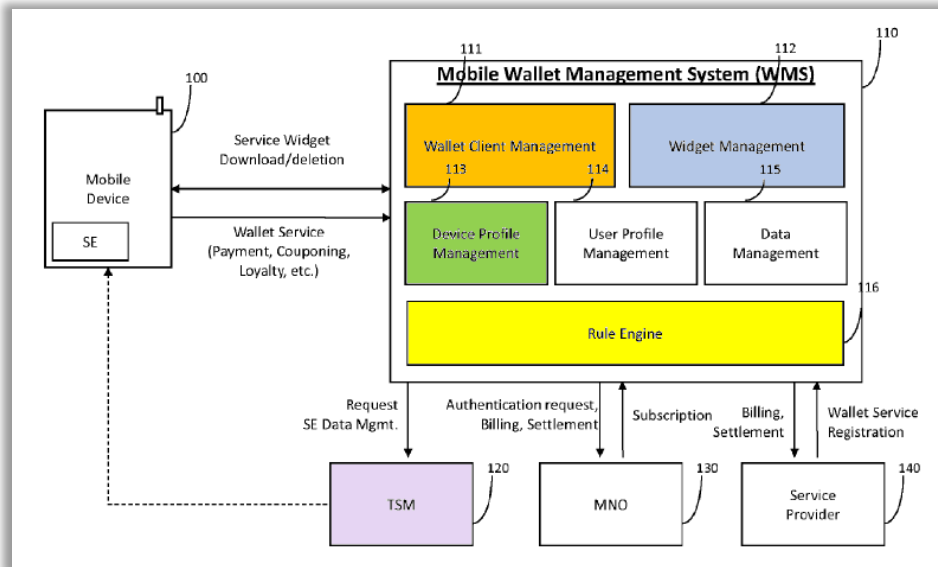 111
112
110
Mobile Wallet Management System (WMS)
100
Service Widget
Download/deletion
Wallet Client Management
Widget Management
113
114
115
Mobile
Device
SE
Wallet Service
(Payment, Couponing,
Loyalty, etc.)
Device Profile
Management
User Profile
Management
Data
Management
116
Rule Engine
Request
SE Data Mgmt.
Authentication request,
Billing, Settlement
Subscription
Billing,
Settlement
Wallet Service
Registration
120
130
140
TSM
MNO
Service
Provider